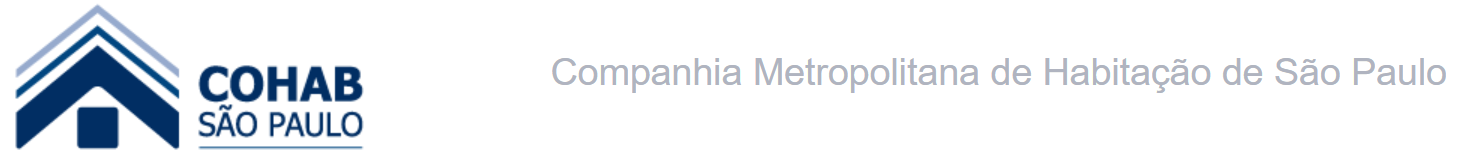 COHAB
SÃO PAULO
Companhia Metropolitana de Habitação de São Paulo